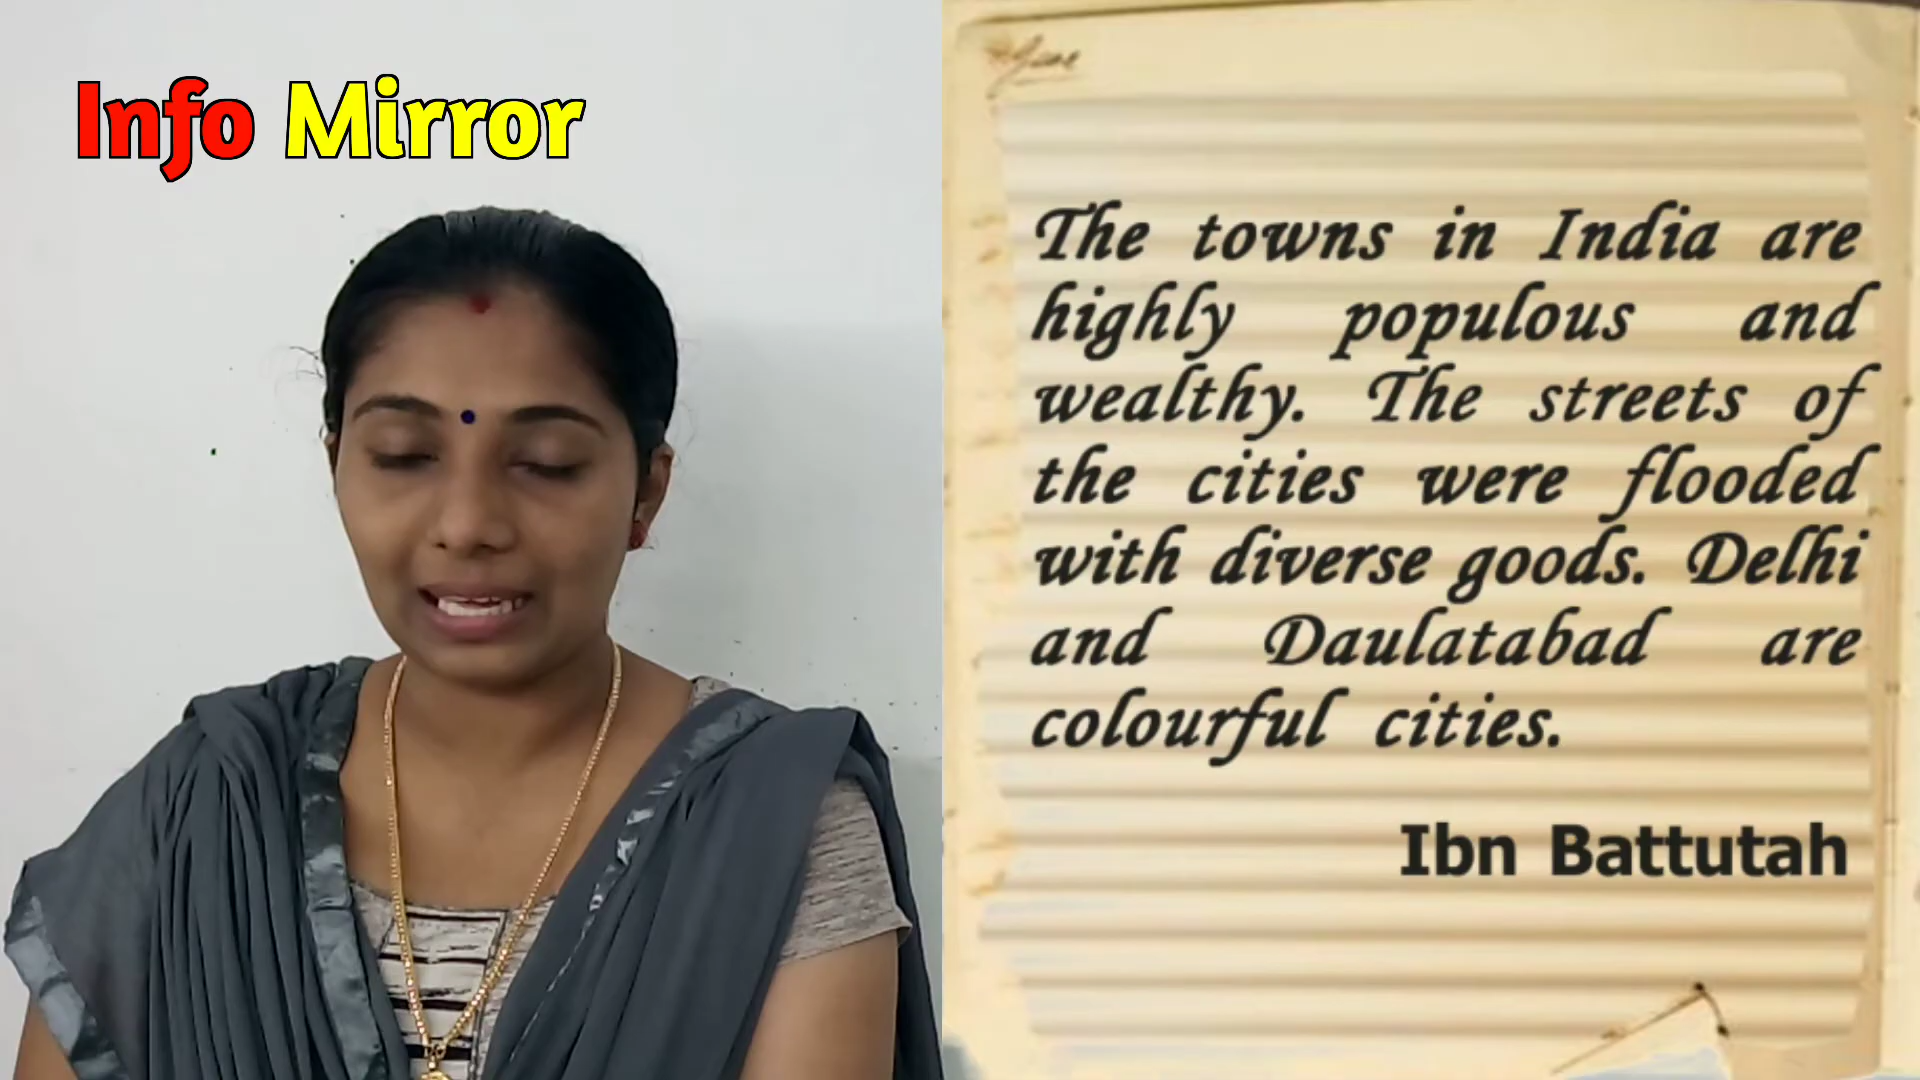 Info Mirror
The towns in India are
highly populous and
wealthy. The streets of
the cities were flooded
with diverse goods. Delhi
and Daulatabad are
colourful cities.
Ibn Battutah